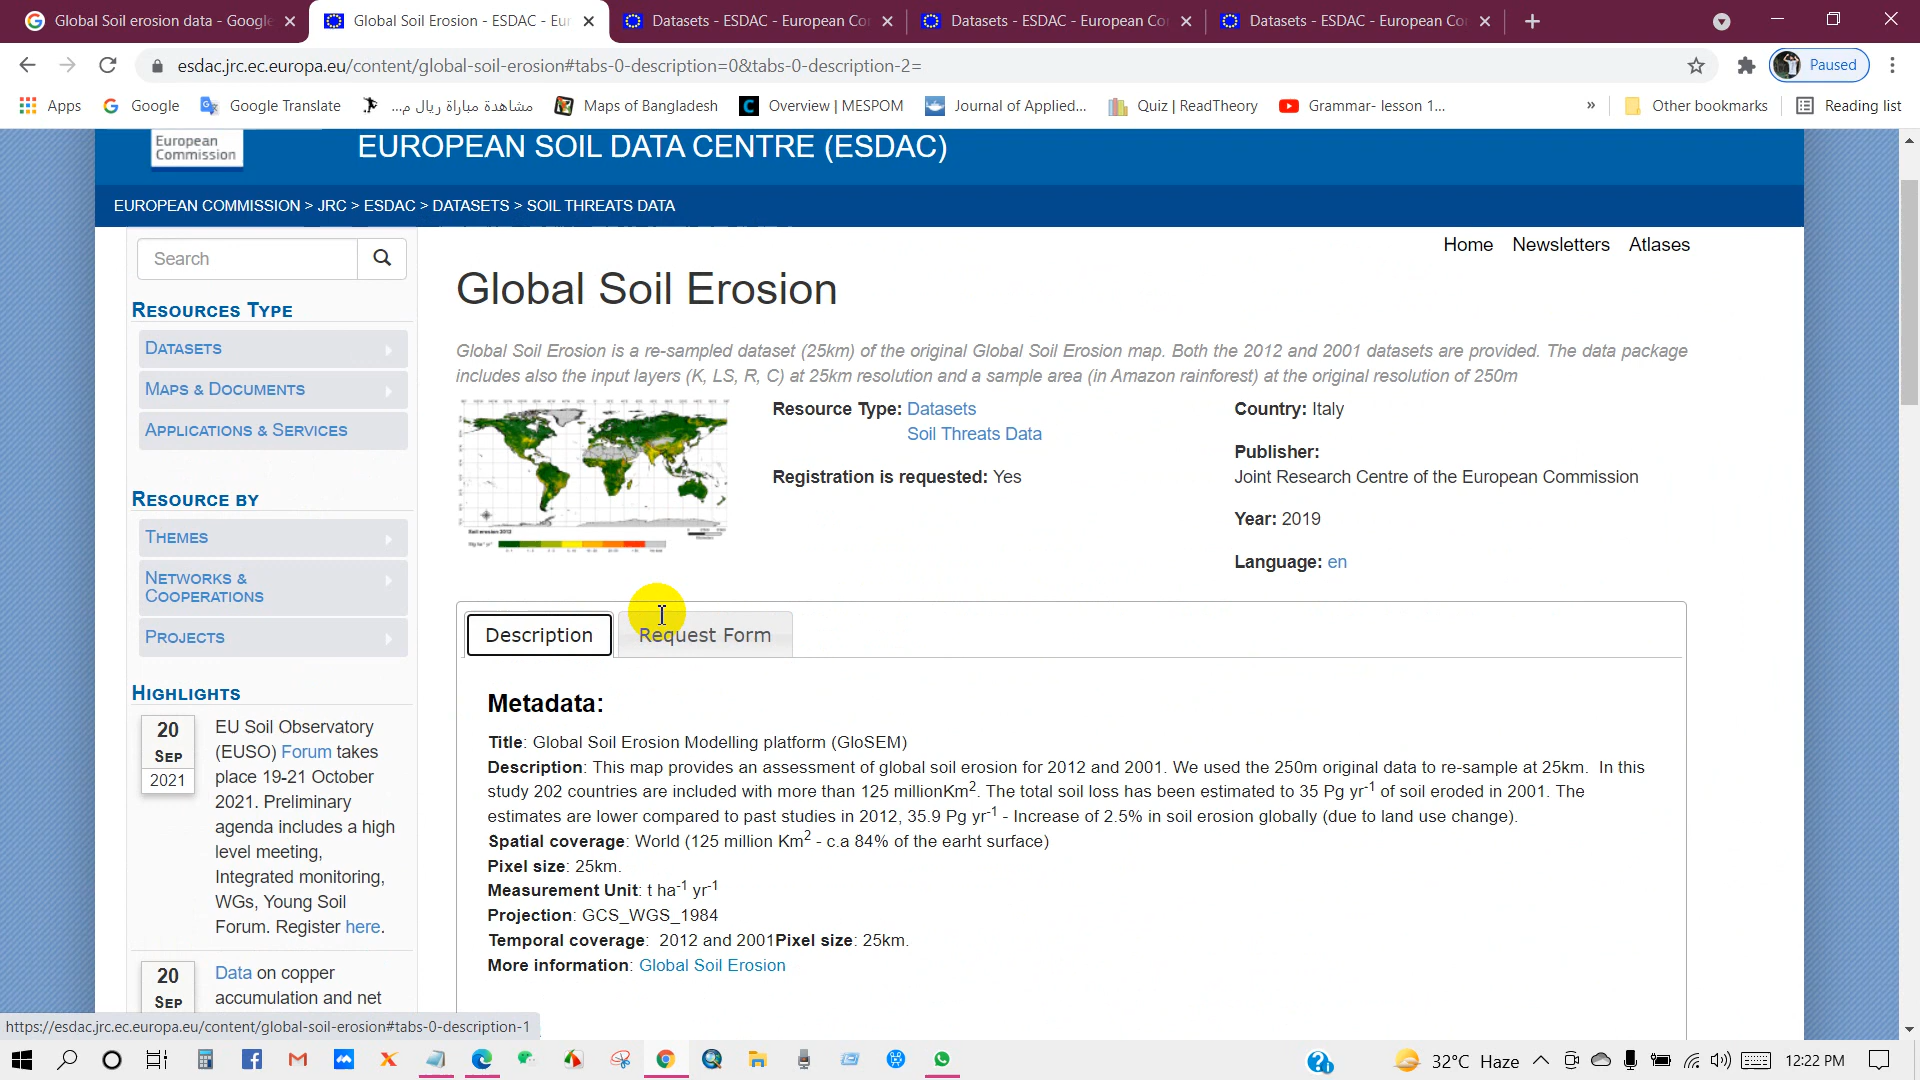 Global Soil erosion data - Google
Global Soil Erosion - ESDAC - Eur
Datasets - ESDAC - European Co
Datasets - ESDAC - European Co
Datasets - ESDAC - European Co
esdac.jrc.ec.europa.eu/content/global-soil-erosion#tabs-0-description=0&tabs-0-description-2=
Paused
Apps
Google
Google Translate
مشاهدة مباراة ريال م...
Maps of Bangladesh
Overview | MESPOM
Journal of Applied...
Quiz | ReadTheory
Grammar- lesson 1...
»
Other bookmarks
Reading list
European
Commission
EUROPEAN SOIL DATA CENTRE (ESDAC)
EUROPEAN COMMISSION > JRC > ESDAC > DATASETS > SOIL THREATS DATA
Home Newsletters Atlases
Search
RESOURCES TYPE
DATASETS
MAPS & DOCUMENTS
APPLICATIONS & SERVICES
RESOURCE BY
THEMES
NETWORKS &
COOPERATIONS
PROJECTS
HIGHLIGHTS
20
SEP
2021
EU Soil Observatory
(EUSO) Forum takes
place 19-21 October
2021. Preliminary
agenda includes a high
level meeting,
Integrated monitoring,
WGs, Young Soil
Forum. Register here.
20
SEP
Data on copper
accumulation and net
Global Soil Erosion
Global Soil Erosion is a re-sampled dataset (25km) of the original Global Soil Erosion map. Both the 2012 and 2001 datasets are provided. The data package
includes also the input layers (K, LS, R, C) at 25km resolution and a sample area (in Amazon rainforest) at the original resolution of 250m
Resource Type: Datasets
Soil Threats Data
Registration is requested: Yes
Country: Italy
Publisher:
Joint Research Centre of the European Commission
Year: 2019
Language: en
Description
Request Form
Metadata:
Title: Global Soil Erosion Modelling platform (GloSEM)
Description: This map provides an assessment of global soil erosion for 2012 and 2001. We used the 250m original data to re-sample at 25km. In this
study 202 countries are included with more than 125 millionKm2. The total soil loss has been estimated to 35 Pg yr-1 of soil eroded in 2001. The
estimates are lower compared to past studies in 2012, 35.9 Pg yr-1 - Increase of 2.5% in soil erosion globally (due to land use change).
Spatial coverage: World (125 million Km2 - c.a 84% of the earht surface)
Pixel size: 25km.
Measurement Unit: t ha-1 yr-1
Projection: GCS_WGS_1984
Temporal coverage: 2012 and 2001Pixel size: 25km.
More information: Global Soil Erosion
https://esdac.jrc.ec.europa.eu/content/global-soil-erosion#tabs-0-description-1
32°C Haze
12:22 PM